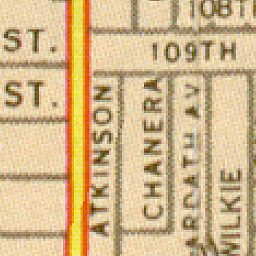 108TH
ST.
109TH
ST.
ATKINSON
CHANERA
ARDATH AV
WILKIE